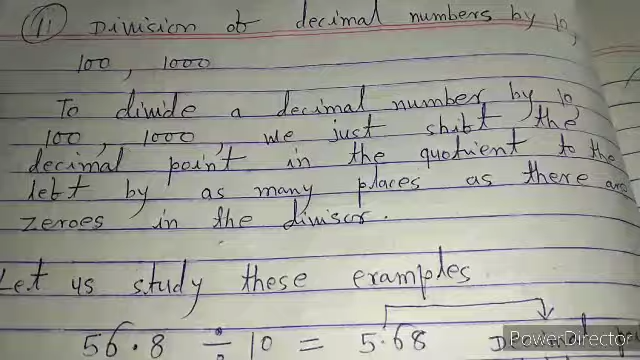 11 Division of decimal numbers by 10,
100, 1000
To divide a decimal number by 10,
100, 1000, we just shift the
decimal point in the quotient to the
left by as many places as there are
zeroes in the divisor.
Let us study these examples
56.8 ÷ 10 = 5.68 Decimal
PowerDirector